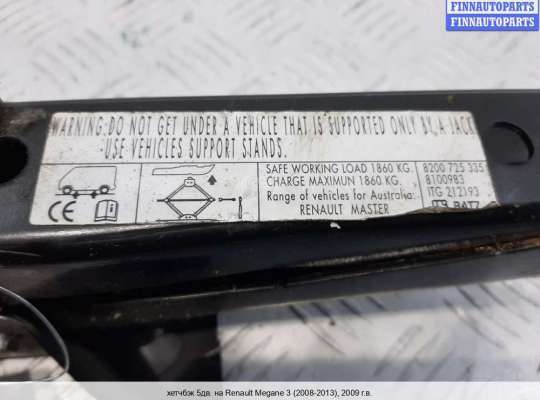 FINNAUTOPARTS
FINNAUTOPARTS
WARNING:DO NOT GET UNDER A VEHICLE THAT IS SUPPORTED ONLY BY A JACK
-USE VEHICLES SUPPORT STANDS.
SAFE WORKING LOAD 1860 KG.
CHARGE MAXIMUN 1860 KG.
Range of vehicles for Australia:
RENAULT MASTER
8200 725 335
8100983
ITG 212193
BATZ
CE
хетчбэк 5дв. на Renault Megane 3 (2008-2013), 2009 г.в.